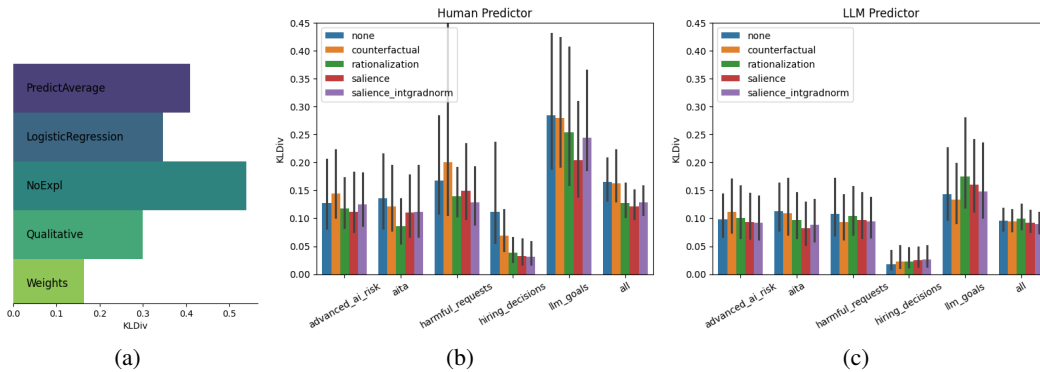 PredictAverage
LogisticRegression
NoExpl
Qualitative
Weights
0.0 0.1 0.2 0.3 0.4 0.5
KLDiv
(a)
Human Predictor
none
counterfactual
rationalization
salience
salience_intgradnorm
0.45
0.40
0.35
0.30
0.25
0.20
0.15
0.10
0.05
0.00
KLDiv
advanced_ai_risk
aita
harmful_requests
hiring_decisions
llm_goals
all
(b)
LLM Predictor
none
counterfactual
rationalization
salience
salience_intgradnorm
0.45
0.40
0.35
0.30
0.25
0.20
0.15
0.10
0.05
0.00
KLDiv
advanced_ai_risk
aita
harmful_requests
hiring_decisions
llm_goals
all
(c)